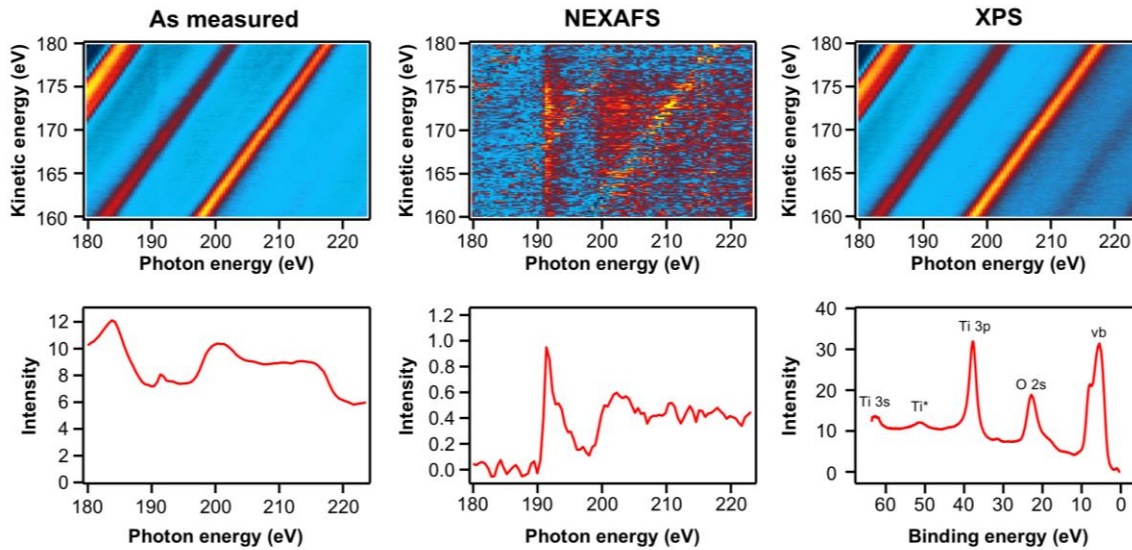 As measured
NEXAFS
XPS
Kinetic energy (eV)
180
175
170
165
160
180 190 200 210 220
Photon energy (eV)
Kinetic energy (eV)
180
175
170
165
160
180 190 200 210 220
Photon energy (eV)
Kinetic energy (eV)
180
175
170
165
160
180 190 200 210 220
Photon energy (eV)
Intensity
12
10
8
6
4
2
0
180 190 200 210 220
Photon energy (eV)
Intensity
1.2
1.0
0.8
0.6
0.4
0.2
0.0
180 190 200 210 220
Photon energy (eV)
Intensity
40
30
20
10
0
Ti 3s
Ti*
Ti 3p
O 2s
vb
60 50 40 30 20 10 0
Binding energy (eV)